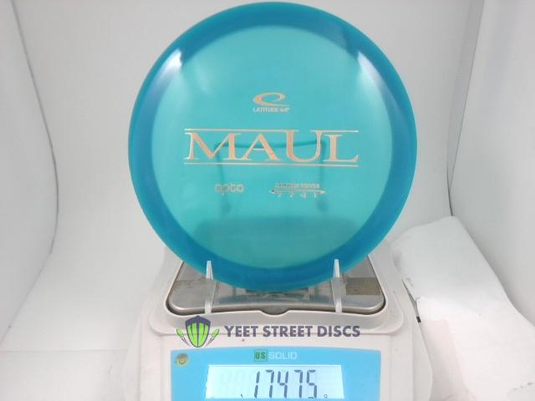 LATITUDE 64°
MAUL
opto
YEET STREET DISCS
US SOLID
174.75 g